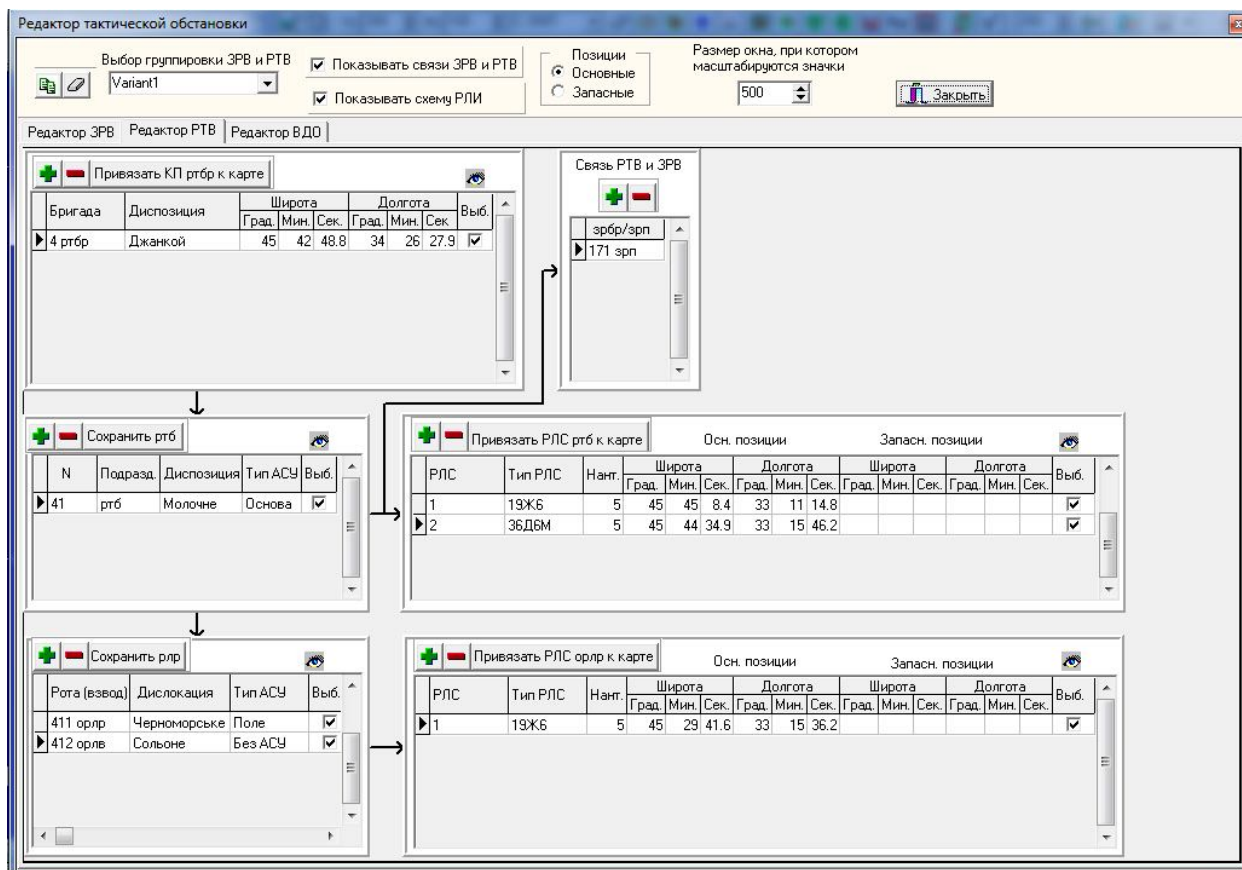 Редактор тактической обстановки
Выбор группировки ЗРВ и РТВ
Variant1
Показывать связи ЗРВ и РТВ
Показывать схему РЛИ
Позиции
Основные
Запасные
Размер окна, при котором
масштабируются значки
500
Закрыть
Редактор ЗРВ Редактор РТВ Редактор ВДО
Привязать КП ртбр к карте
Бригада Диспозиция Широта Долгота Выб.
Град. Мин. Сек. Град. Мин. Сек
4 ртбр Джанкой 45 42 48.8 34 26 27.9
Связь РТВ и ЗРВ
зрбр/зрп
171 зрп
Сохранить ртб
N Подразд. Диспозиция Тип АСУ Выб.
41 ртб Молочне Основа
Привязать РЛС ртб к карте Осн. позиции Запасн. позиции
РЛС Тип РЛС Нант. Широта Долгота Широта Долгота Выб.
Град. Мин. Сек. Град. Мин. Сек. Град. Мин. Сек. Град. Мин. Сек.
1 19Ж6 5 45 45 8.4 33 11 14.8
2 36Д6М 5 45 44 34.9 33 15 46.2
Сохранить рлр
Рота (взвод) Дислокация Тип АСУ Выб.
411 орлр Черноморське Поле
412 орлв Сольоне Без АСУ
Привязать РЛС орлр к карте Осн. позиции Запасн. позиции
РЛС Тип РЛС Нант. Широта Долгота Широта Долгота Выб.
Град. Мин. Сек. Град. Мин. Сек. Град. Мин. Сек. Град. Мин. Сек.
1 19Ж6 5 45 29 41.6 33 15 36.2